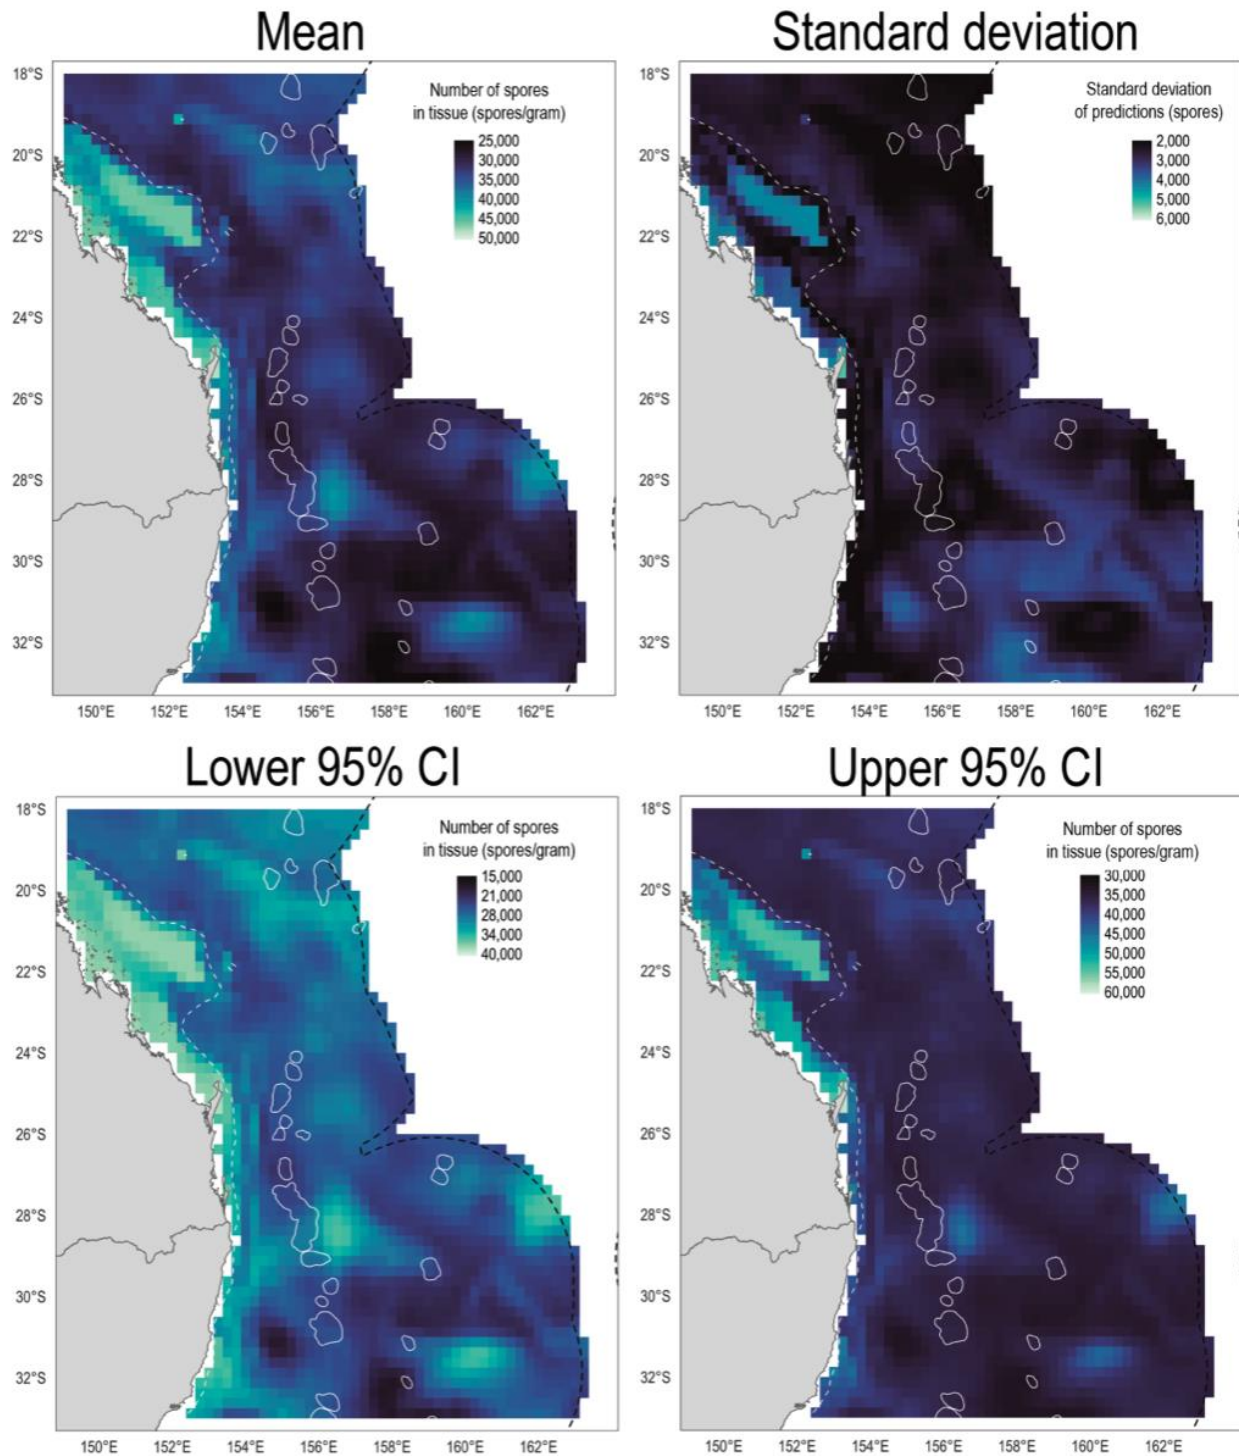 Mean
Number of spores
in tissue (spores/gram)
25,000
30,000
35,000
40,000
45,000
50,000
18°S
20°S
22°S
24°S
26°S
28°S
30°S
32°S
150°E
152°E
154°E
156°E
158°E
160°E
162°E
Standard deviation
Standard deviation
of predictions (spores)
2,000
3,000
4,000
5,000
6,000
18°S
20°S
22°S
24°S
26°S
28°S
30°S
32°S
150°E
152°E
154°E
156°E
158°E
160°E
162°E
Lower 95% CI
Number of spores
in tissue (spores/gram)
15,000
21,000
28,000
34,000
40,000
18°S
20°S
22°S
24°S
26°S
28°S
30°S
32°S
150°E
152°E
154°E
156°E
158°E
160°E
162°E
Upper 95% CI
Number of spores
in tissue (spores/gram)
30,000
35,000
40,000
45,000
50,000
55,000
60,000
18°S
20°S
22°S
24°S
26°S
28°S
30°S
32°S
150°E
152°E
154°E
156°E
158°E
160°E
162°E